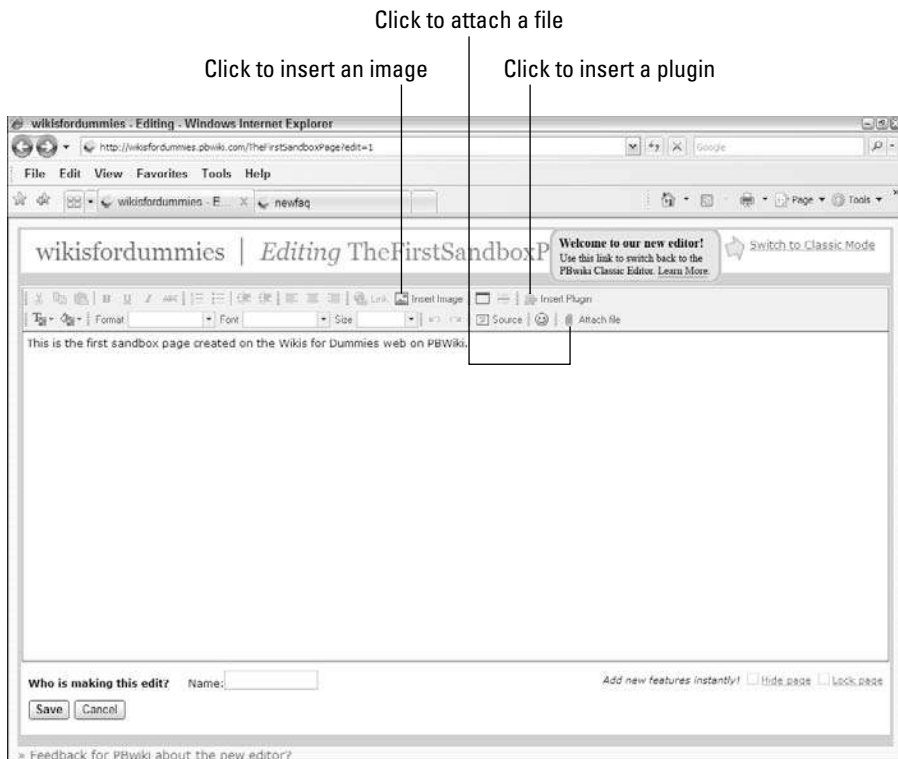 Click to attach a file
Click to insert an image
Click to insert a plugin
wikisfordummies - Editing - Windows Internet Explorer
http://wikisfordummies.pbwiki.com/TheFirstSandboxPage?edit=1
Google
File Edit View Favorites Tools Help
wikisfordummies - E...
newfaq
Page
Tools
wikisfordummies | Editing TheFirstSandboxP
Welcome to our new editor!
Use this link to switch back to the
PBwiki Classic Editor. Learn More.
Switch to Classic Mode
B U I ABC Link Insert Image Insert Plugin
Format Font Size Source Attach file
This is the first sandbox page created on the Wikis for Dummies web on PBWiki.
Who is making this edit? Name:
Add new features instantly! Hide page Lock page
Save Cancel
» Feedback for PBwiki about the new editor?